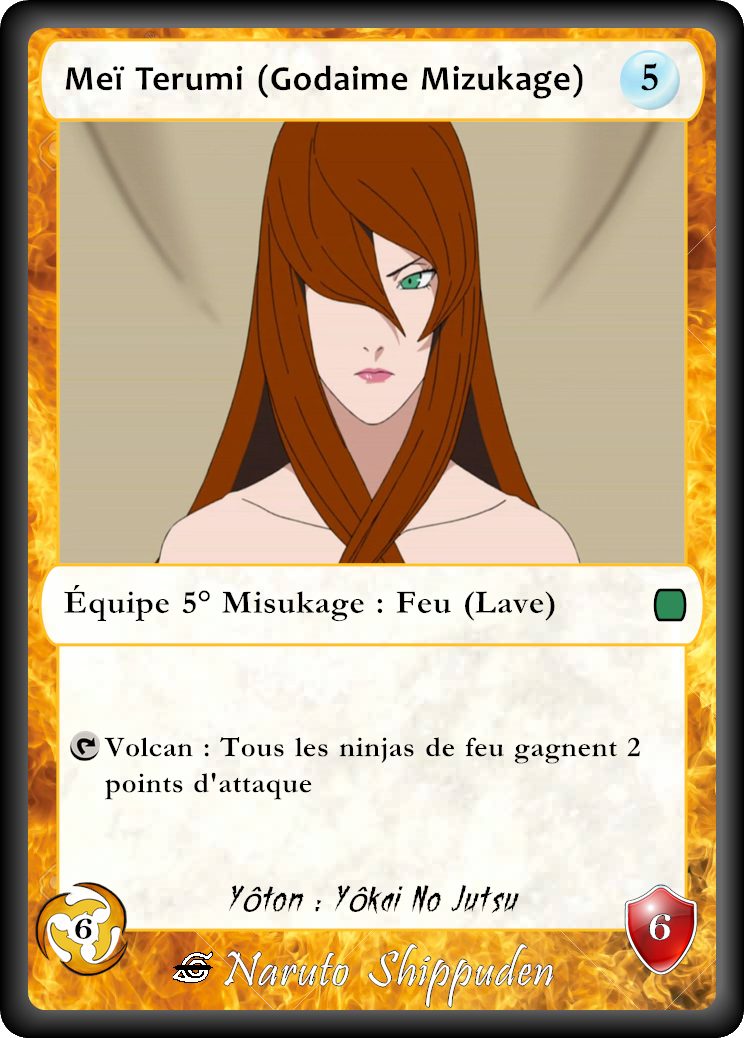 Meï Terumi (Godaime Mizukage) 5
Équipe 5° Misukage : Feu (Lave)
Volcan : Tous les ninjas de feu gagnent 2
points d'attaque
Yôton : Yôkai No Jutsu
6
6
Naruto Shippuden